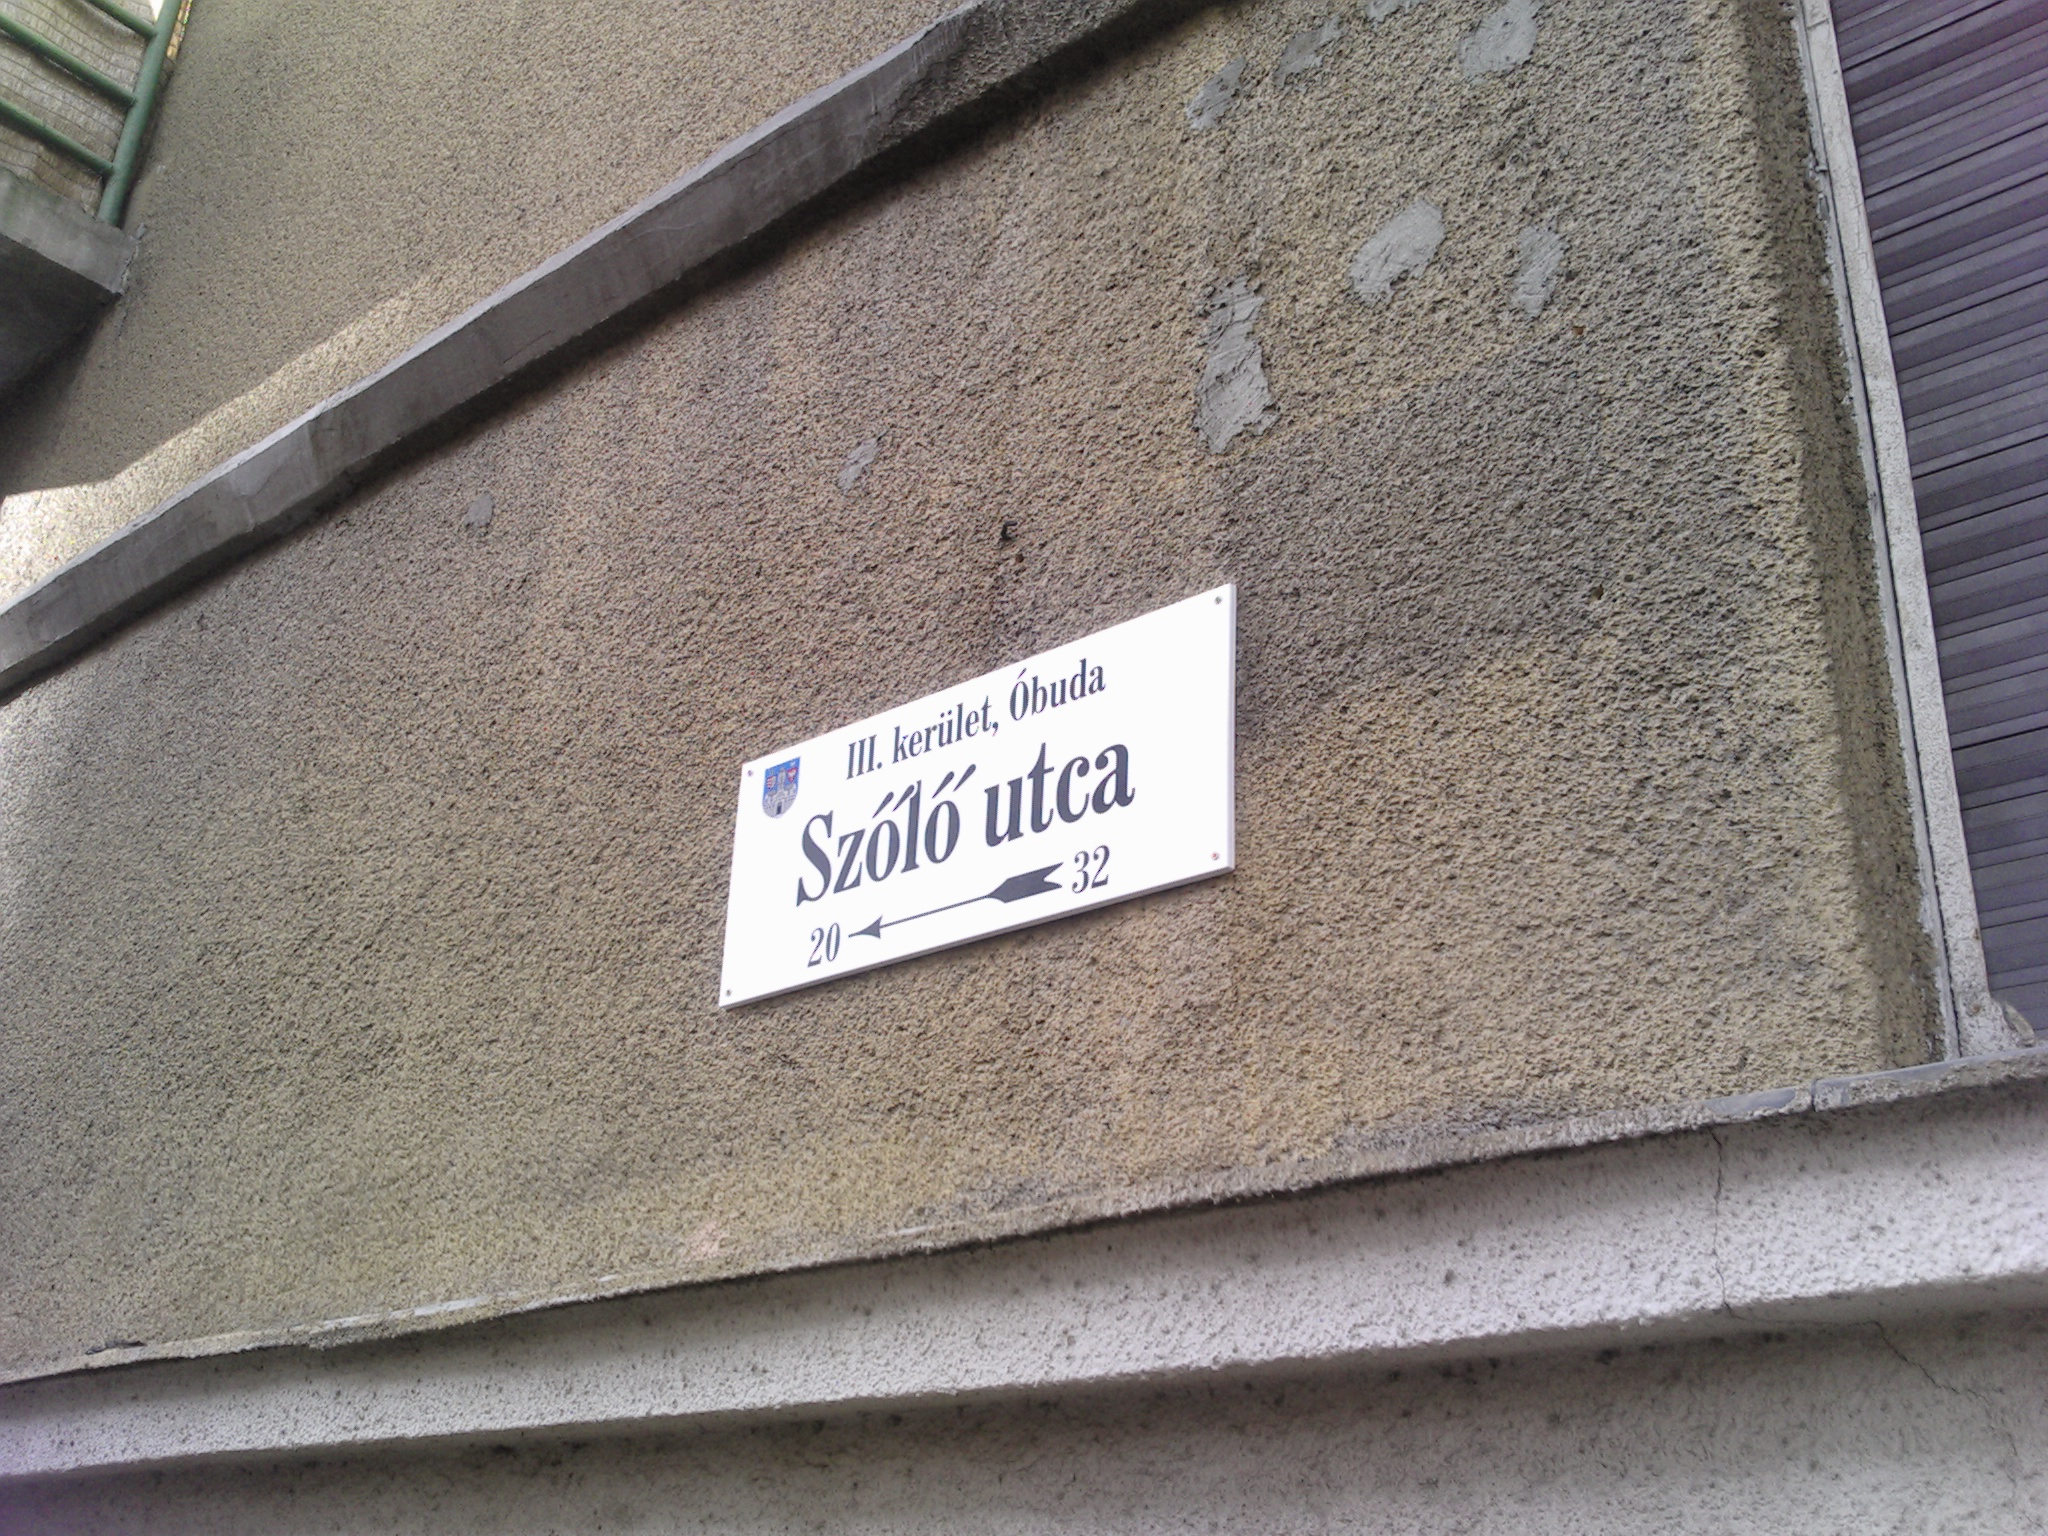 III. kerület, Óbuda
Szőlő utca
20 32